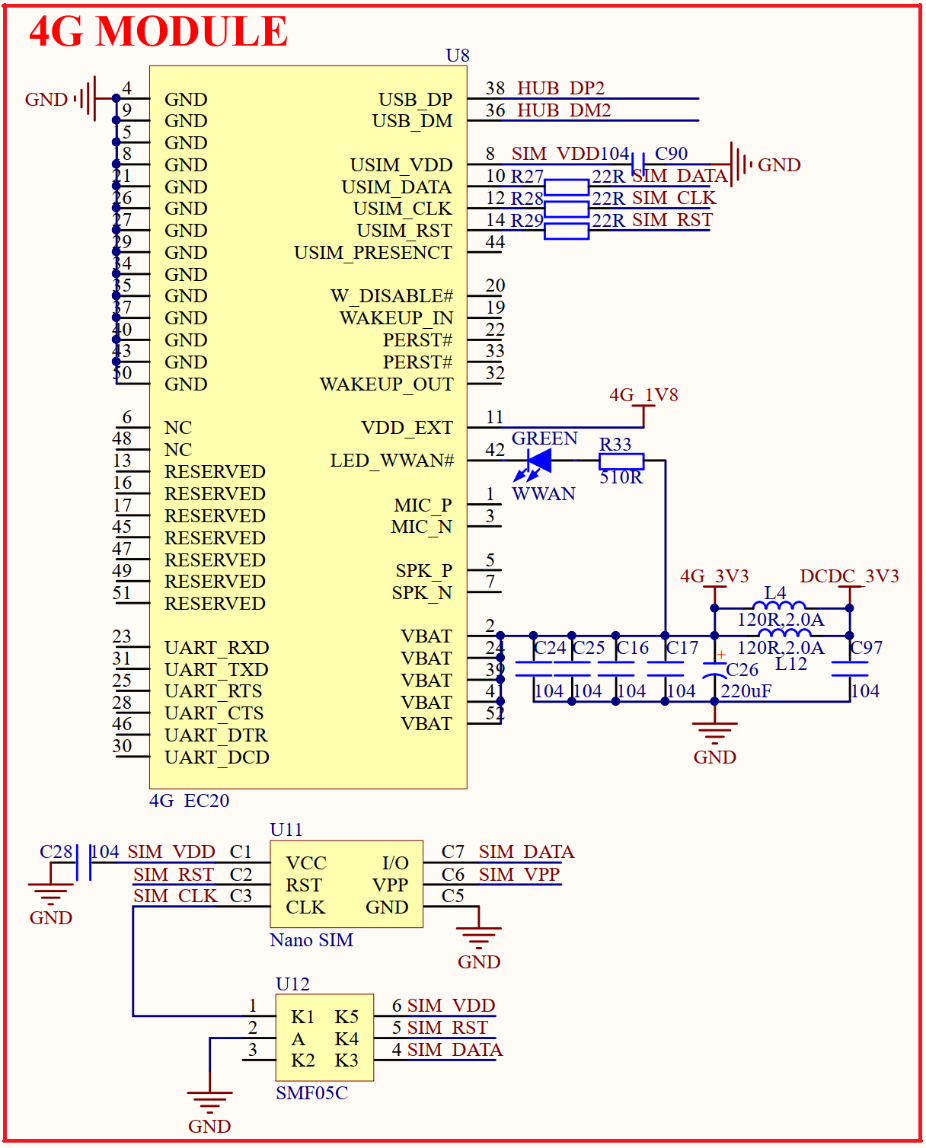 4G MODULE
U8
GND 4 GND USB_DP 38 HUB_DP2
9 GND USB_DM 36 HUB_DM2
5 GND
18 GND USIM_VDD 8 SIM_VDD 104 C90 GND
21 GND USIM_DATA 10 R27 22R SIM_DATA
26 GND USIM_CLK 12 R28 22R SIM_CLK
27 GND USIM_RST 14 R29 22R SIM_RST
29 GND USIM_PRESENCT 44
34 GND
35 GND W_DISABLE# 20
37 GND WAKEUP_IN 19
40 GND PERST# 22
43 GND PERST# 33
50 GND WAKEUP_OUT 32
4G_1V8
6 NC VDD_EXT 11
48 NC LED_WWAN# 42 GREEN R33
13 RESERVED 510R
16 RESERVED WWAN
17 RESERVED MIC_P 1
45 RESERVED MIC_N 3
47 RESERVED
49 RESERVED SPK_P 5
51 RESERVED SPK_N 7
4G_3V3 DCDC_3V3
L4
120R,2.0A
23 UART_RXD VBAT 2
31 UART_TXD VBAT 24 C24 C25 C16 C17 120R,2.0A C97
25 UART_RTS VBAT 39 + C26 L12
28 UART_CTS VBAT 41 104 104 104 104 220uF 104
46 UART_DTR VBAT 52
30 UART_DCD
GND
4G EC20
U11
C28 104 SIM_VDD C1 VCC I/O C7 SIM_DATA
SIM_RST C2 RST VPP C6 SIM_VPP
SIM_CLK C3 CLK GND C5
GND
Nano SIM
GND
U12
1 K1 K5 6 SIM_VDD
2 A K4 5 SIM_RST
3 K2 K3 4 SIM_DATA
SMF05C
GND